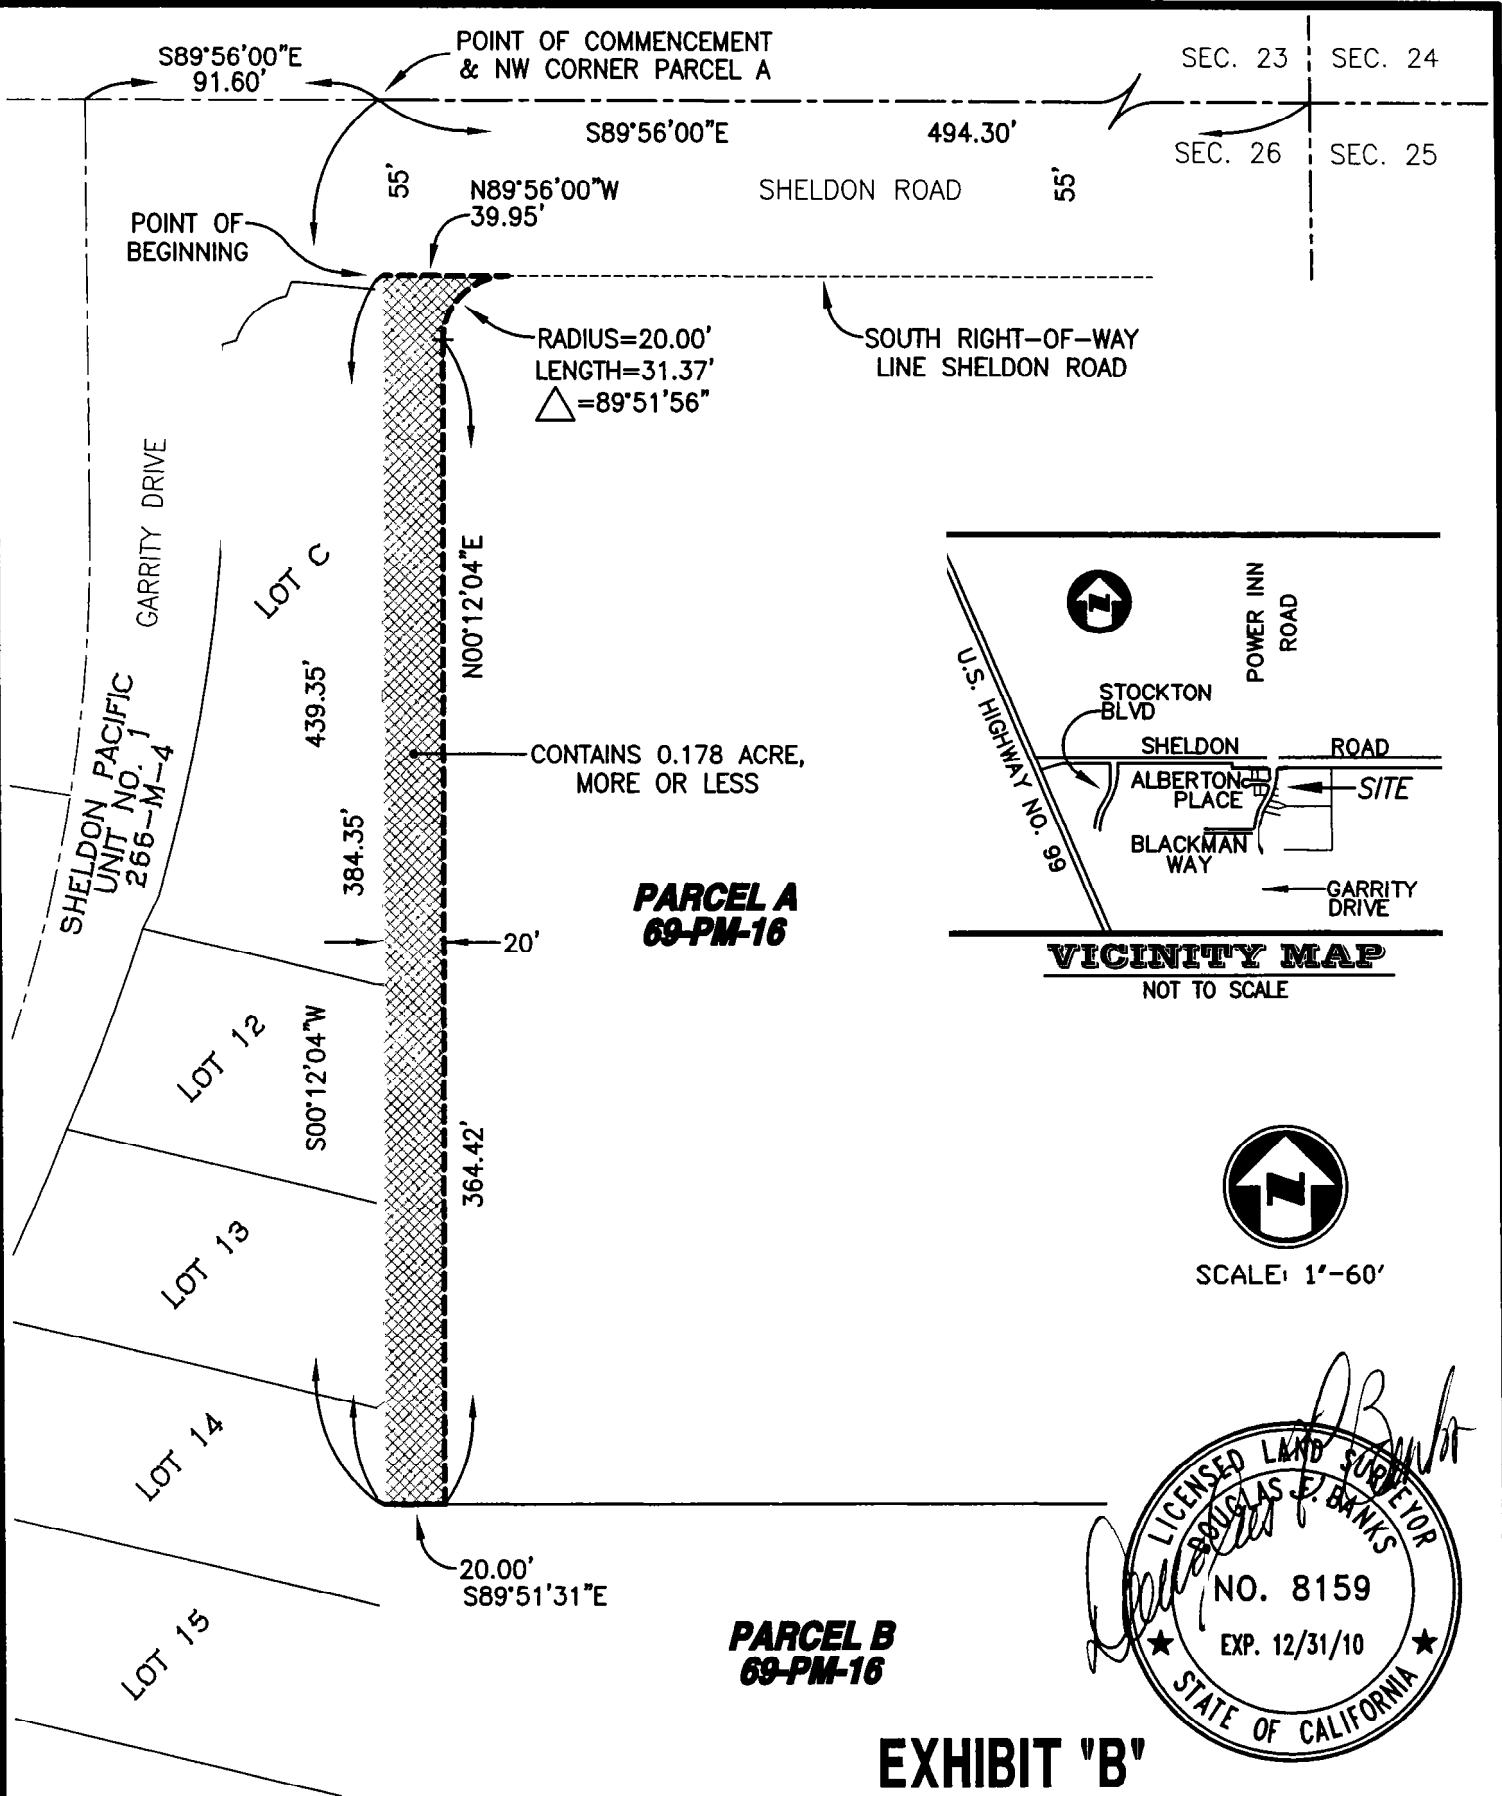 S89°56'00"E
91.60'
POINT OF COMMENCEMENT
& NW CORNER PARCEL A
SEC. 23
SEC. 24
S89°56'00"E
494.30'
SEC. 26
SEC. 25
55'
N89°56'00"W
39.95'
SHELDON ROAD
55'
POINT OF
BEGINNING
RADIUS=20.00'
LENGTH=31.37'
△=89°51'56"
SOUTH RIGHT-OF-WAY
LINE SHELDON ROAD
GARRITY DRIVE
LOT C
N00°12'04"E
439.35'
SHELDON PACIFIC
UNIT NO. 1
266-M-4
CONTAINS 0.178 ACRE,
MORE OR LESS
384.35'
PARCEL A
69-PM-16
20'
POWER INN
ROAD
N
U.S. HIGHWAY NO. 99
STOCKTON
BLVD
SHELDON
ROAD
ALBERTON
PLACE
SITE
BLACKMAN
WAY
GARRITY
DRIVE
VICINITY MAP
NOT TO SCALE
LOT 12
S00°12'04"W
364.42'
N
SCALE: 1"-60'
LOT 13
LOT 14
20.00'
S89°51'31"E
LOT 15
PARCEL B
69-PM-16
LICENSED LAND SURVEYOR
DOUGLAS E. BANKS
NO. 8159
EXP. 12/31/10
STATE OF CALIFORNIA
EXHIBIT "B"